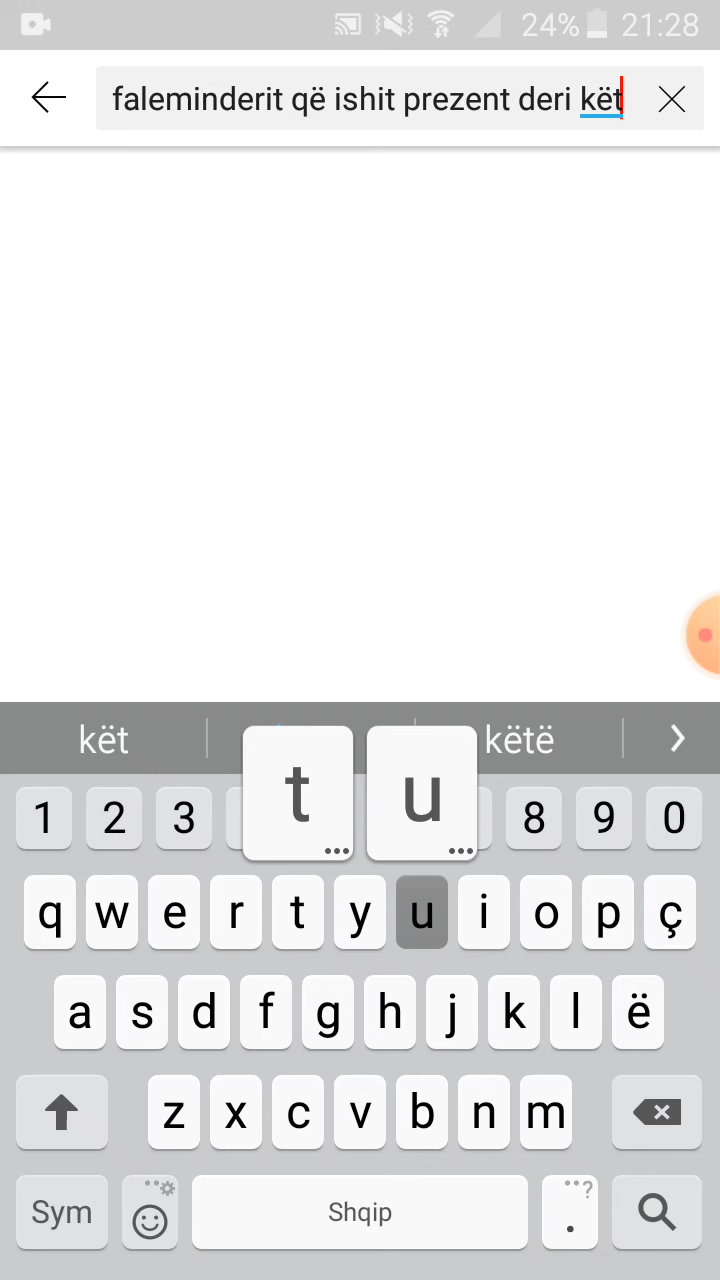 24% 21:28
faleminderit që ishit prezent deri kët
kët këtë
t u
1 2 3 8 9 0
q w e r t y u i o p ç
a s d f g h j k l ë
z x c v b n m
Sym Shqip . ?